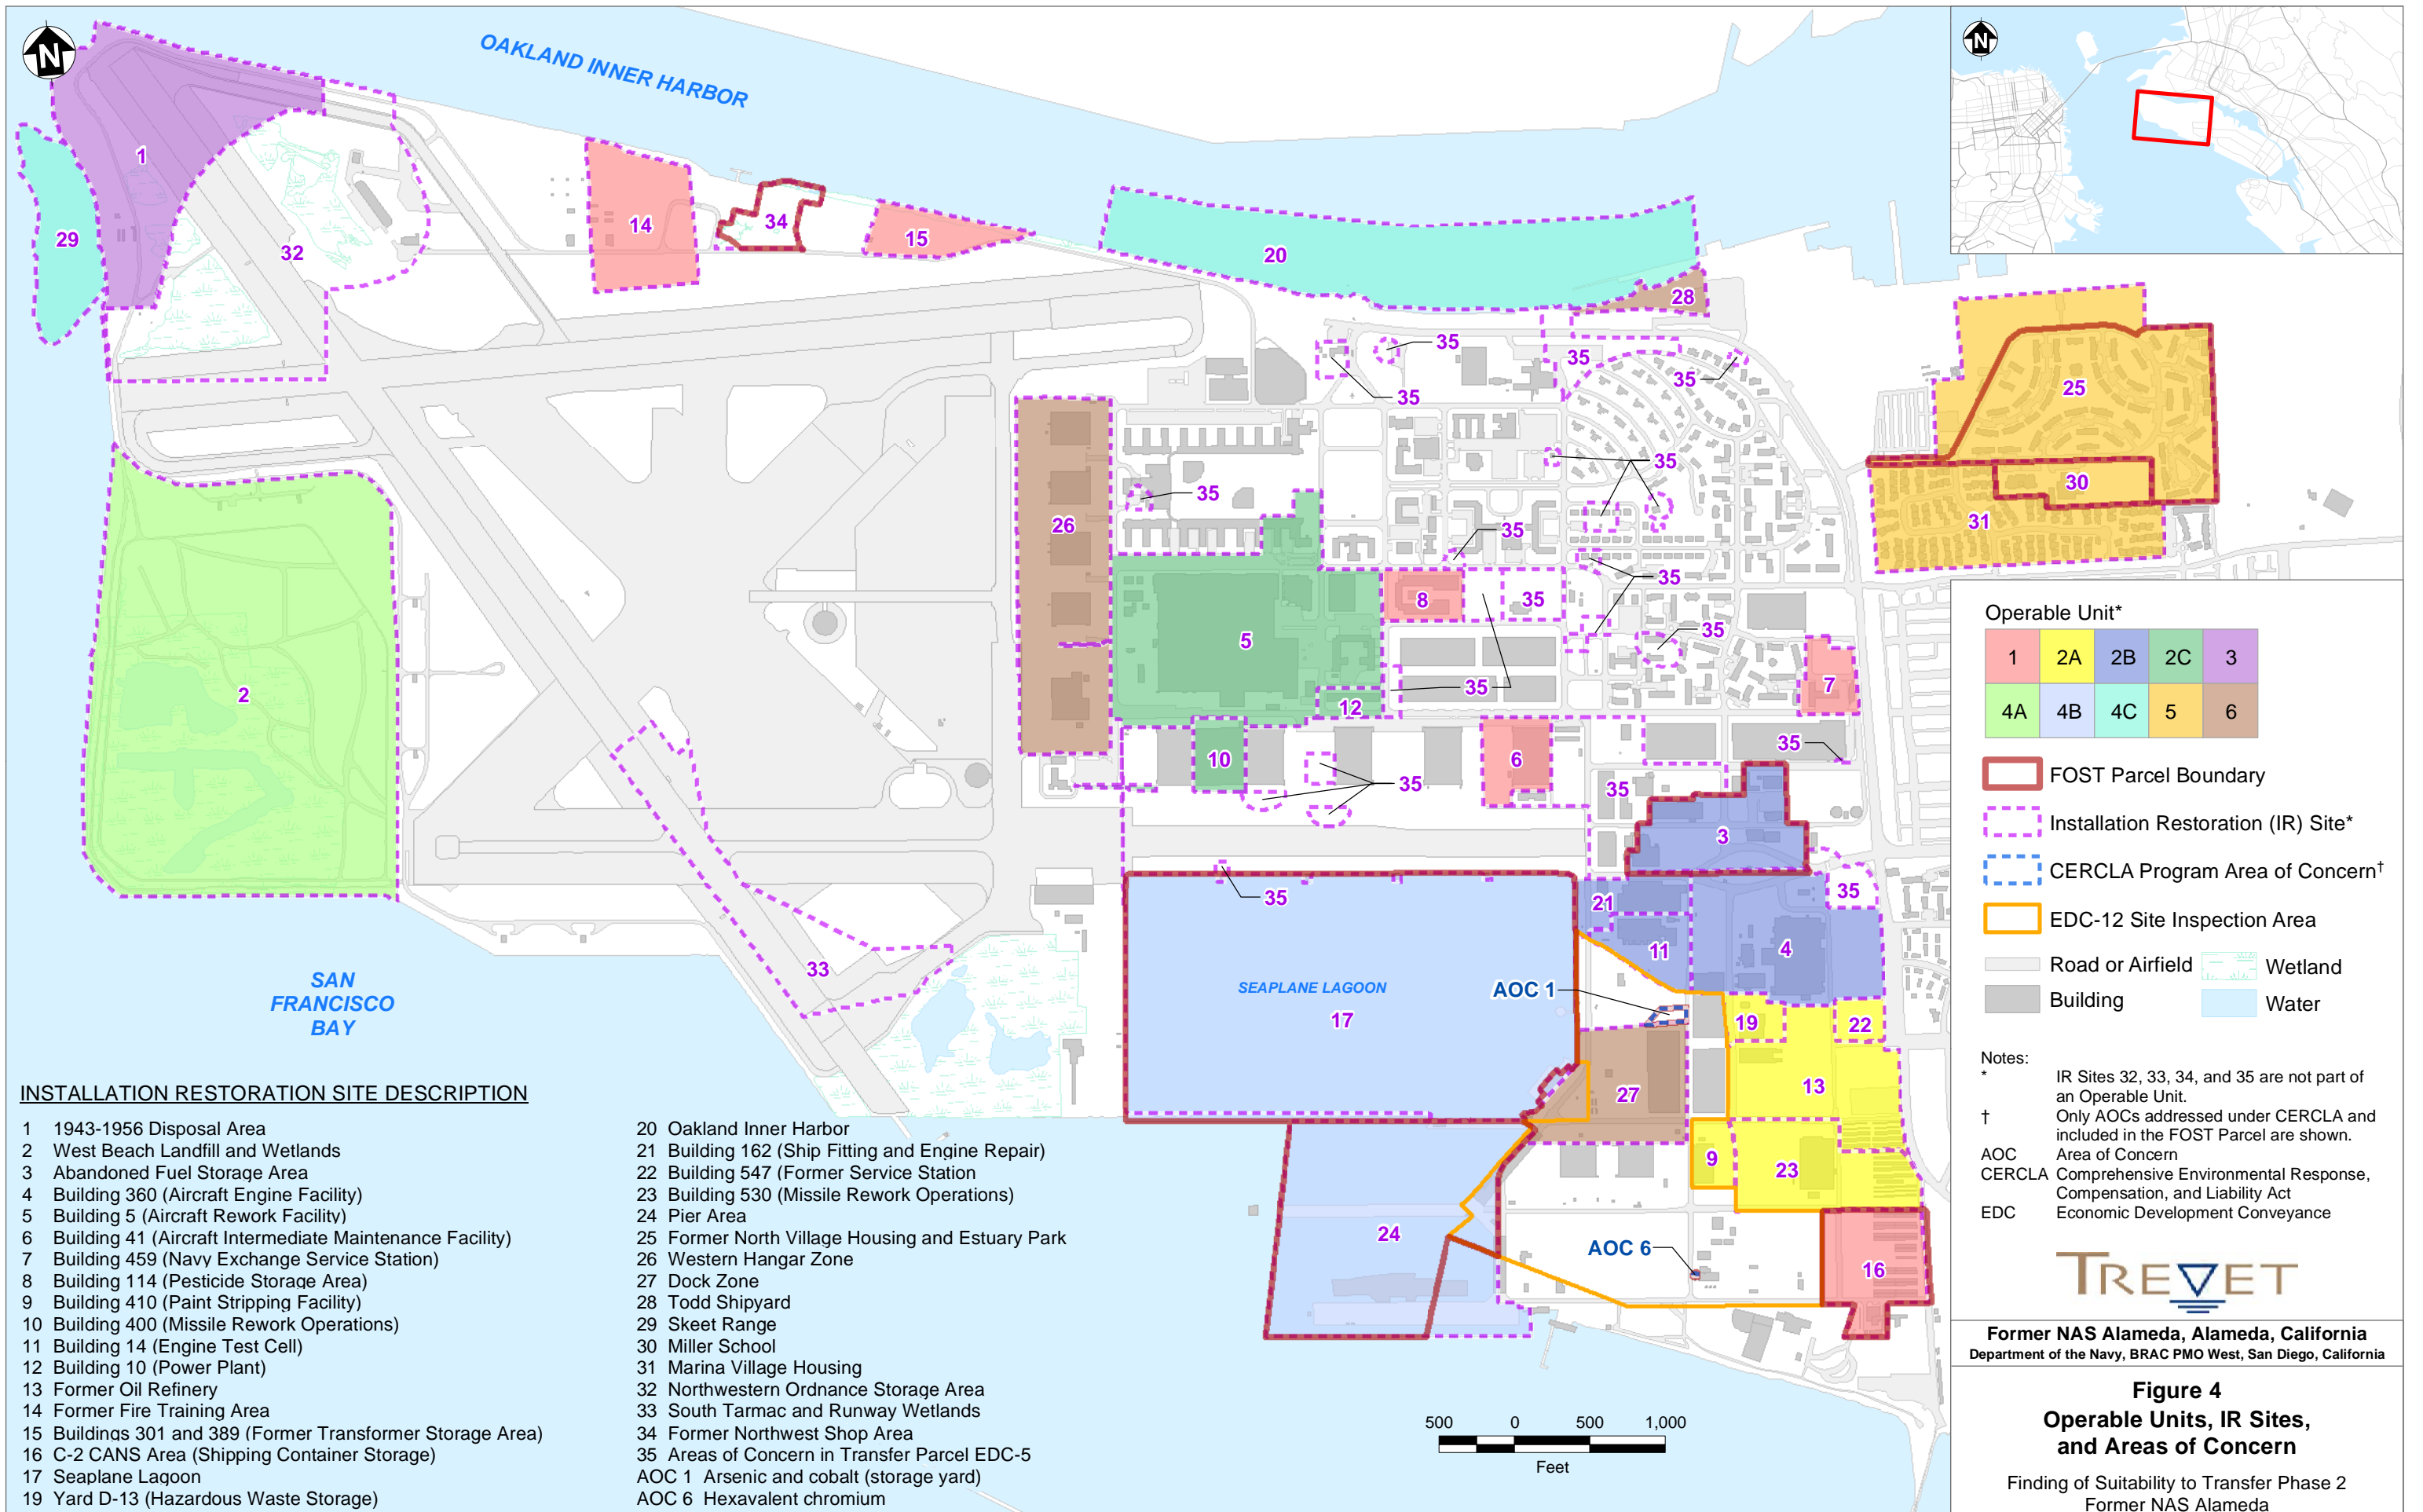 N
OAKLAND INNER HARBOR
N
1
29
32
14
34
15
20
28
35
35
35
35
25
30
31
35
35
35
26
35
8
35
5
35
35
7
2
12
35
10
6
35
35
35
3
35
21
35
11
4
33
SAN
FRANCISCO
BAY
SEAPLANE LAGOON
17
AOC 1
19
22
13
27
9
23
24
AOC 6
16
Operable Unit*
1 2A 2B 2C 3
4A 4B 4C 5 6
FOST Parcel Boundary
Installation Restoration (IR) Site*
CERCLA Program Area of Concern†
EDC-12 Site Inspection Area
Road or Airfield Wetland
Building Water
Notes:
* IR Sites 32, 33, 34, and 35 are not part of
an Operable Unit.
† Only AOCs addressed under CERCLA and
included in the FOST Parcel are shown.
AOC Area of Concern
CERCLA Comprehensive Environmental Response,
Compensation, and Liability Act
EDC Economic Development Conveyance
TREVET
Former NAS Alameda, Alameda, California
Department of the Navy, BRAC PMO West, San Diego, California
Figure 4
Operable Units, IR Sites,
and Areas of Concern
Finding of Suitability to Transfer Phase 2
Former NAS Alameda
INSTALLATION RESTORATION SITE DESCRIPTION
1 1943-1956 Disposal Area
2 West Beach Landfill and Wetlands
3 Abandoned Fuel Storage Area
4 Building 360 (Aircraft Engine Facility)
5 Building 5 (Aircraft Rework Facility)
6 Building 41 (Aircraft Intermediate Maintenance Facility)
7 Building 459 (Navy Exchange Service Station)
8 Building 114 (Pesticide Storage Area)
9 Building 410 (Paint Stripping Facility)
10 Building 400 (Missile Rework Operations)
11 Building 14 (Engine Test Cell)
12 Building 10 (Power Plant)
13 Former Oil Refinery
14 Former Fire Training Area
15 Buildings 301 and 389 (Former Transformer Storage Area)
16 C-2 CANS Area (Shipping Container Storage)
17 Seaplane Lagoon
19 Yard D-13 (Hazardous Waste Storage)
20 Oakland Inner Harbor
21 Building 162 (Ship Fitting and Engine Repair)
22 Building 547 (Former Service Station
23 Building 530 (Missile Rework Operations)
24 Pier Area
25 Former North Village Housing and Estuary Park
26 Western Hangar Zone
27 Dock Zone
28 Todd Shipyard
29 Skeet Range
30 Miller School
31 Marina Village Housing
32 Northwestern Ordnance Storage Area
33 South Tarmac and Runway Wetlands
34 Former Northwest Shop Area
35 Areas of Concern in Transfer Parcel EDC-5
AOC 1 Arsenic and cobalt (storage yard)
AOC 6 Hexavalent chromium
500 0 500 1,000
Feet